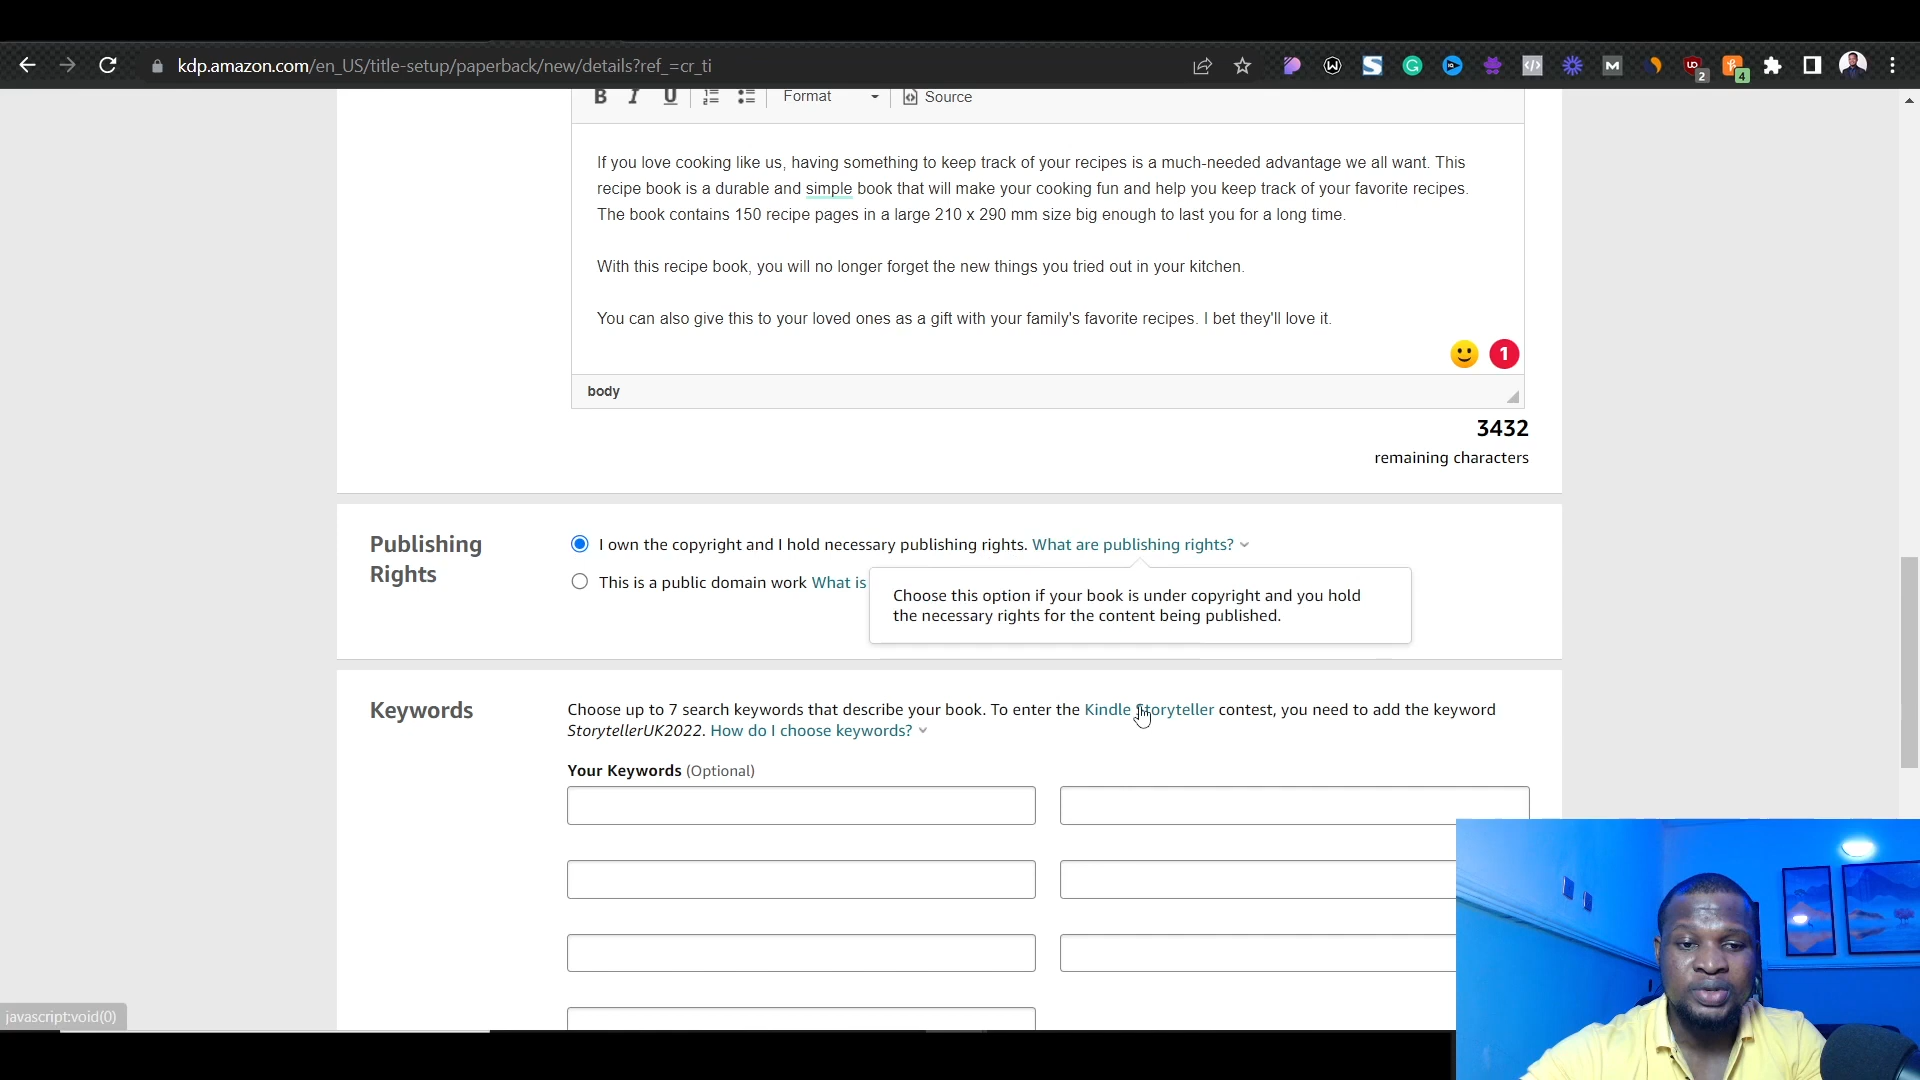 kdp.amazon.com/en_US/title-setup/paperback/new/details?ref_=cr_ti
2
4
B I U Format Source
If you love cooking like us, having something to keep track of your recipes is a much-needed advantage we all want. This
recipe book is a durable and simple book that will make your cooking fun and help you keep track of your favorite recipes.
The book contains 150 recipe pages in a large 210 x 290 mm size big enough to last you for a long time.
With this recipe book, you will no longer forget the new things you tried out in your kitchen.
You can also give this to your loved ones as a gift with your family's favorite recipes. I bet they'll love it.
1
body
3432
remaining characters
Publishing
Rights
I own the copyright and I hold necessary publishing rights. What are publishing rights?
This is a public domain work What is
Choose this option if your book is under copyright and you hold
the necessary rights for the content being published.
Keywords
Choose up to 7 search keywords that describe your book. To enter the Kindle Storyteller contest, you need to add the keyword
StorytellerUK2022. How do I choose keywords?
Your Keywords (Optional)
javascript:void(0)